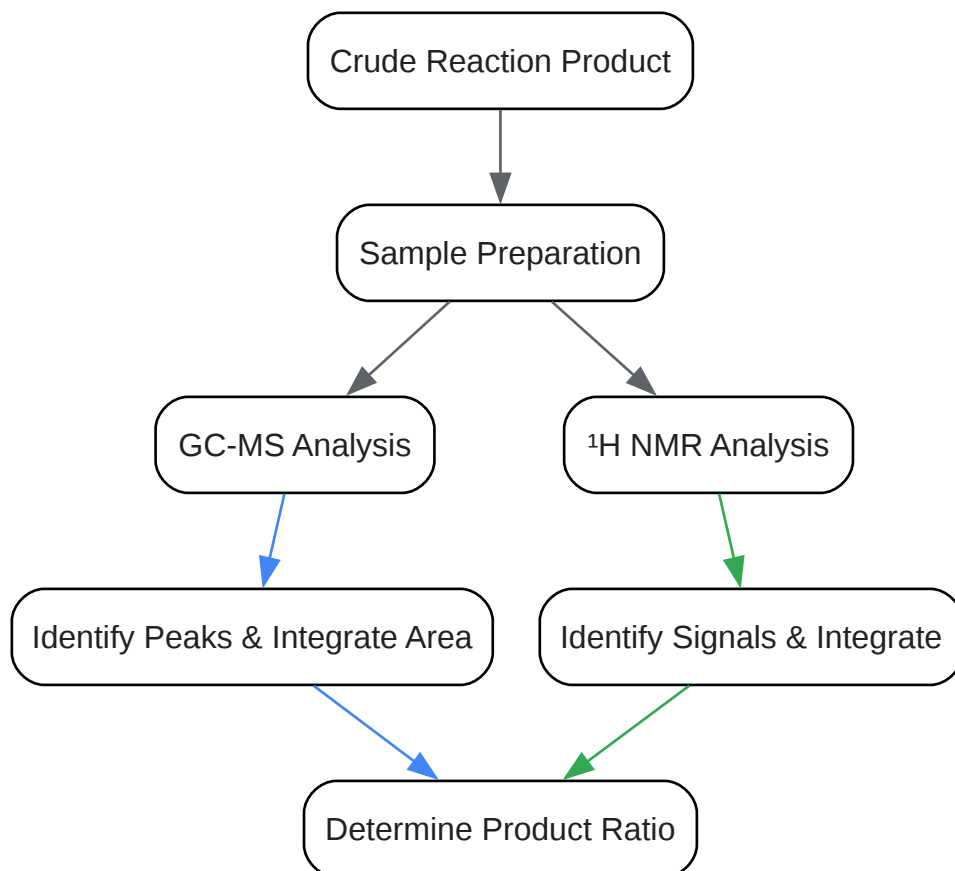 Crude Reaction Product
Sample Preparation
GC-MS Analysis
¹H NMR Analysis
Identify Peaks & Integrate Area
Identify Signals & Integrate
Determine Product Ratio